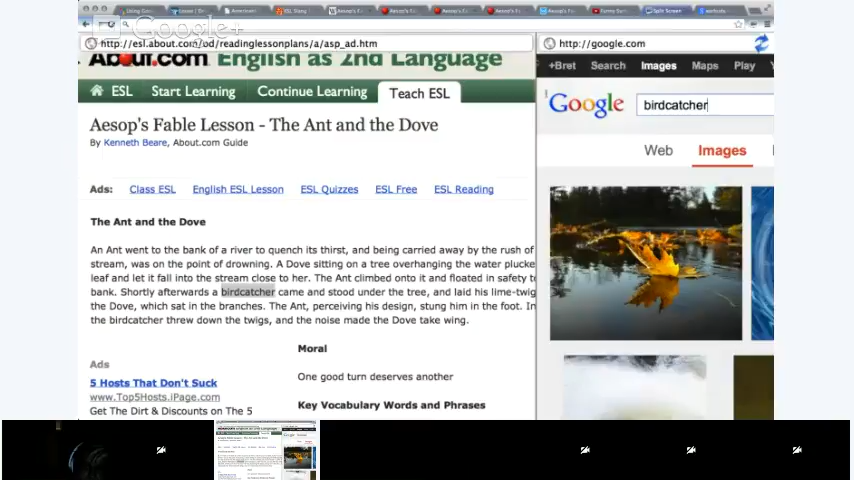 Google+
http://esl.about.com/od/readinglessonplans/a/asp_ad.htm
http://google.com
About.com English as 2nd Language
+Bret Search Images Maps Play
ESL Start Learning Continue Learning Teach ESL
Google birdcatcher
Aesop's Fable Lesson - The Ant and the Dove
By Kenneth Beare, About.com Guide
Web Images
Ads: Class ESL English ESL Lesson ESL Quizzes ESL Free ESL Reading
The Ant and the Dove
An Ant went to the bank of a river to quench its thirst, and being carried away by the rush of
stream, was on the point of drowning. A Dove sitting on a tree overhanging the water plucke
leaf and let it fall into the stream close to her. The Ant climbed onto it and floated in safety t
bank. Shortly afterwards a birdcatcher came and stood under the tree, and laid his lime-twig
the Dove, which sat in the branches. The Ant, perceiving his design, stung him in the foot. In
the birdcatcher threw down the twigs, and the noise made the Dove take wing.
Moral
Ads
One good turn deserves another
5 Hosts That Don't Suck
www.Top5Hosts.iPage.com
Key Vocabulary Words and Phrases
Get The Dirt & Discounts on The 5